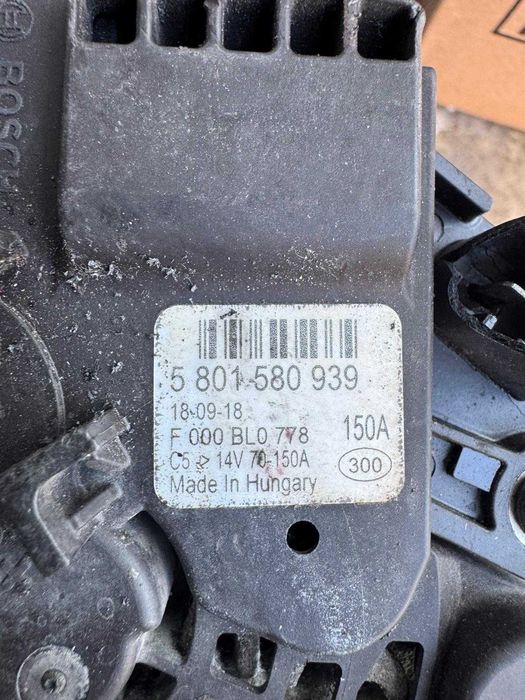 BOSCH
5 801 580 939
18-09-18
F 000 BL0 778 150A
C5 > 14V 70-150A 300
Made In Hungary